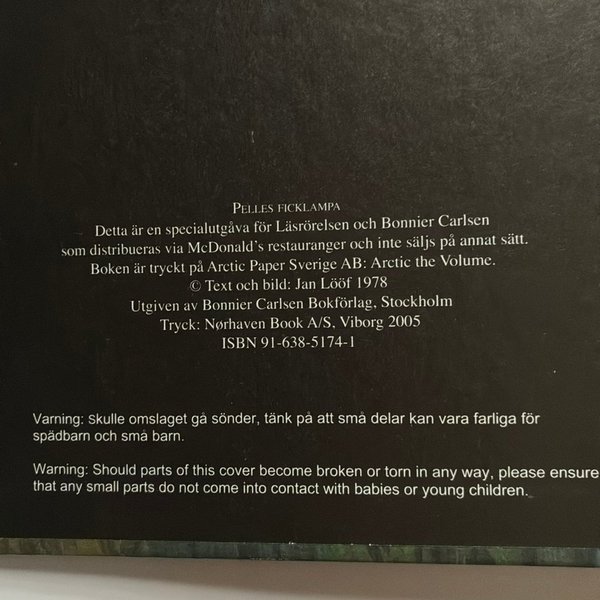 PELLES FICKLAMPA
Detta är en specialutgåva för Läsrörelsen och Bonnier Carlsen
som distribueras via McDonald's restauranger och inte säljs på annat sätt.
Boken är tryckt på Arctic Paper Sverige AB: Arctic the Volume.
© Text och bild: Jan Lööf 1978
Utgiven av Bonnier Carlsen Bokförlag, Stockholm
Tryck: Nørhaven Book A/S, Viborg 2005
ISBN 91-638-5174-1
Varning: Skulle omslaget gå sönder, tänk på att små delar kan vara farliga för
spädbarn och små barn.
Warning: Should parts of this cover become broken or torn in any way, please ensure
that any small parts do not come into contact with babies or young children.